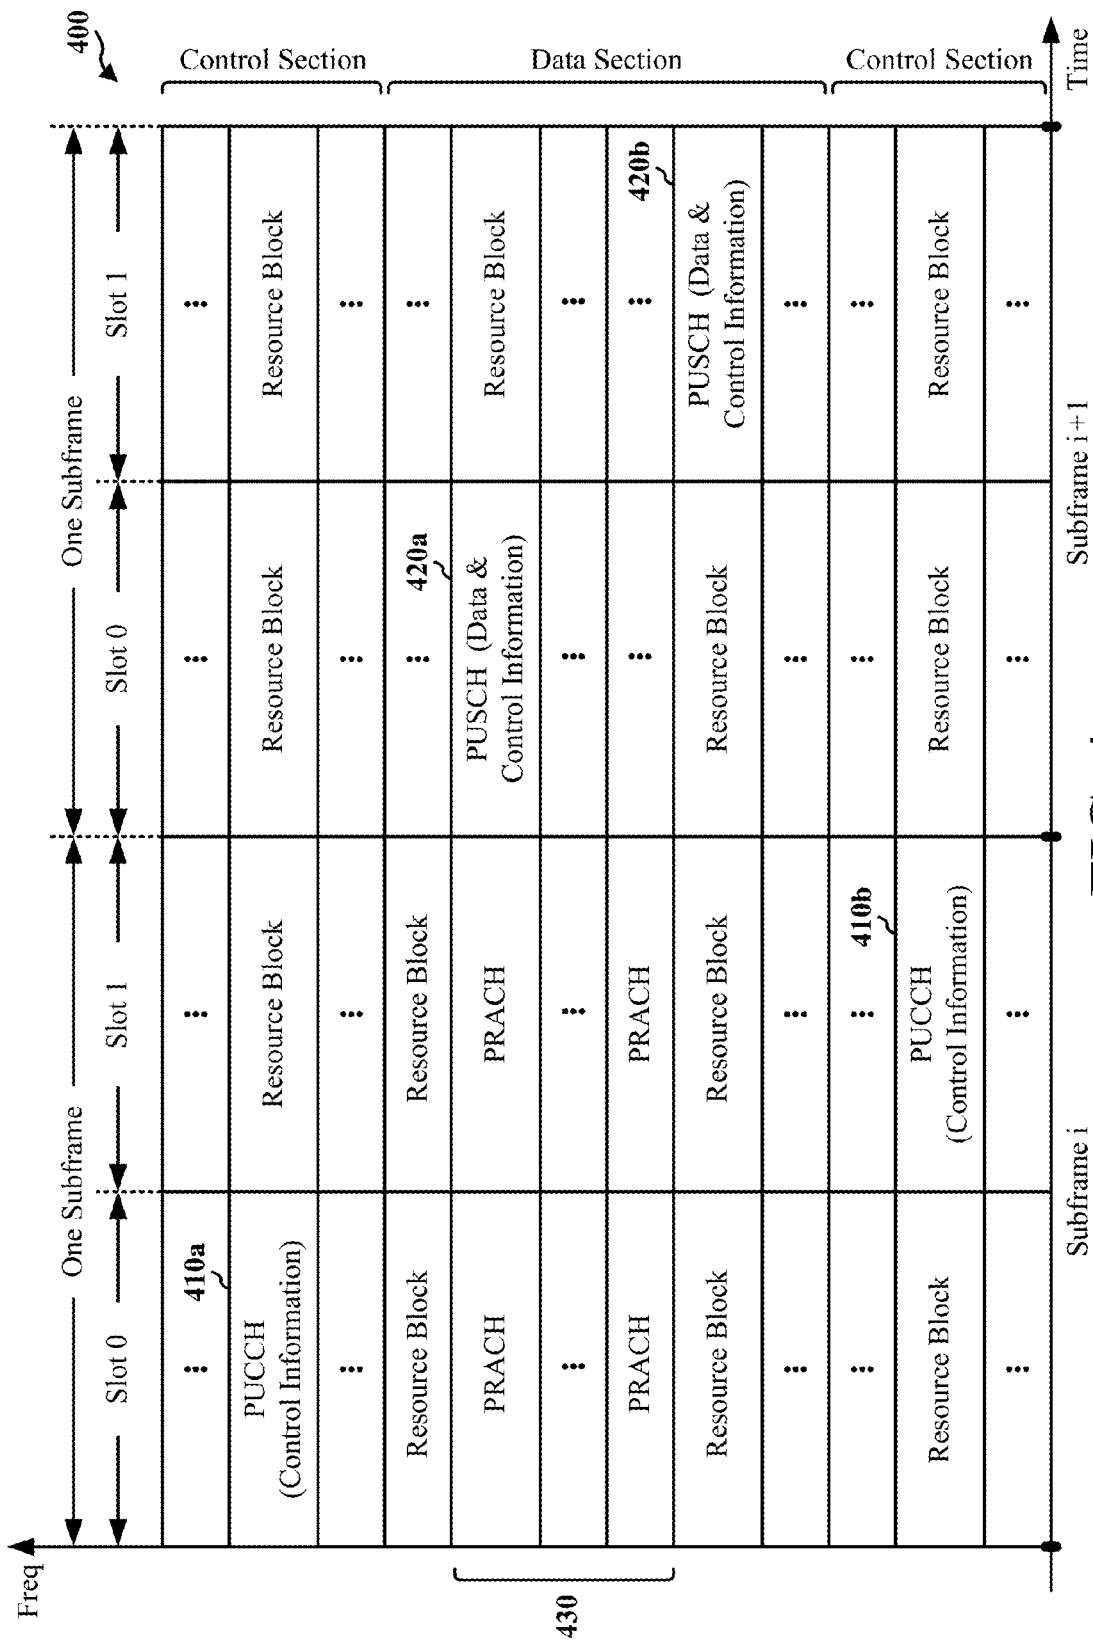 Freq
One Subframe
One Subframe
400
Slot 0
Slot 1
Slot 0
Slot 1
...
410a
...
...
...
PUCCH
(Control Information)
Resource Block
Resource Block
Resource Block
Control Section
...
...
...
...
Resource Block
Resource Block
...
420a
...
PRACH
PRACH
PUSCH (Data &
Control Information)
Resource Block
430
...
...
...
...
Data Section
PRACH
PRACH
...
...
420b
Resource Block
Resource Block
Resource Block
PUSCH (Data &
Control Information)
...
...
...
...
...
...
410b
...
...
Resource Block
PUCCH
(Control Information)
Resource Block
Resource Block
Control Section
...
...
...
...
Subframe i
Subframe i+1
Time